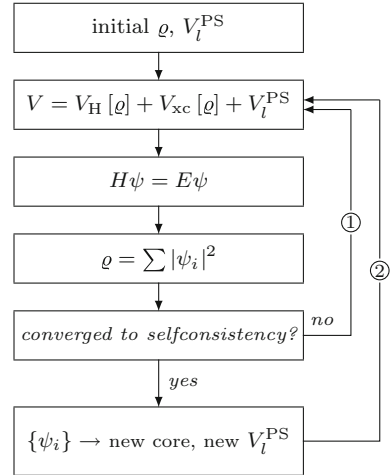 initial ϱ, V_l^PS
V = V_H [ϱ] + V_xc [ϱ] + V_l^PS
Hψ = Eψ
ϱ = ∑ |ψ_i|^2
converged to selfconsistency?
no
①
②
yes
{ψ_i} → new core, new V_l^PS